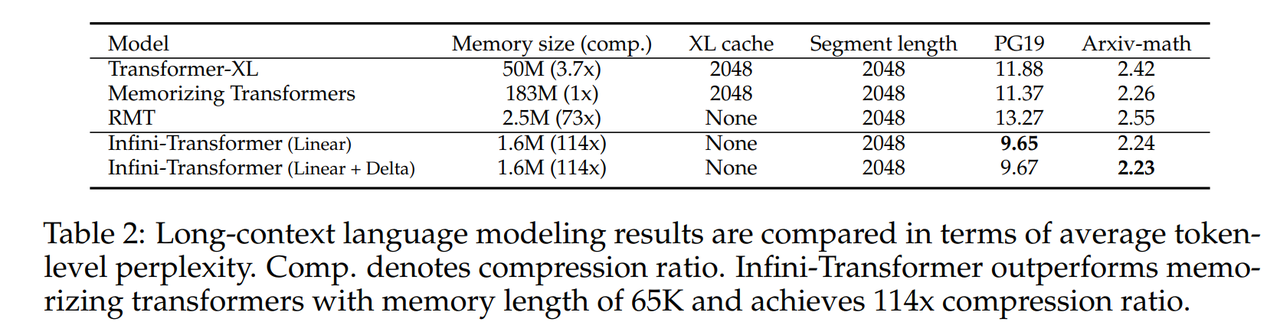 Model Memory size (comp.) XL cache Segment length PG19 Arxiv-math
Transformer-XL 50M (3.7x) 2048 2048 11.88 2.42
Memorizing Transformers 183M (1x) 2048 2048 11.37 2.26
RMT 2.5M (73x) None 2048 13.27 2.55
Infini-Transformer (Linear) 1.6M (114x) None 2048 9.65 2.24
Infini-Transformer (Linear + Delta) 1.6M (114x) None 2048 9.67 2.23
Table 2: Long-context language modeling results are compared in terms of average token-
level perplexity. Comp. denotes compression ratio. Infini-Transformer outperforms memo-
rizing transformers with memory length of 65K and achieves 114x compression ratio.